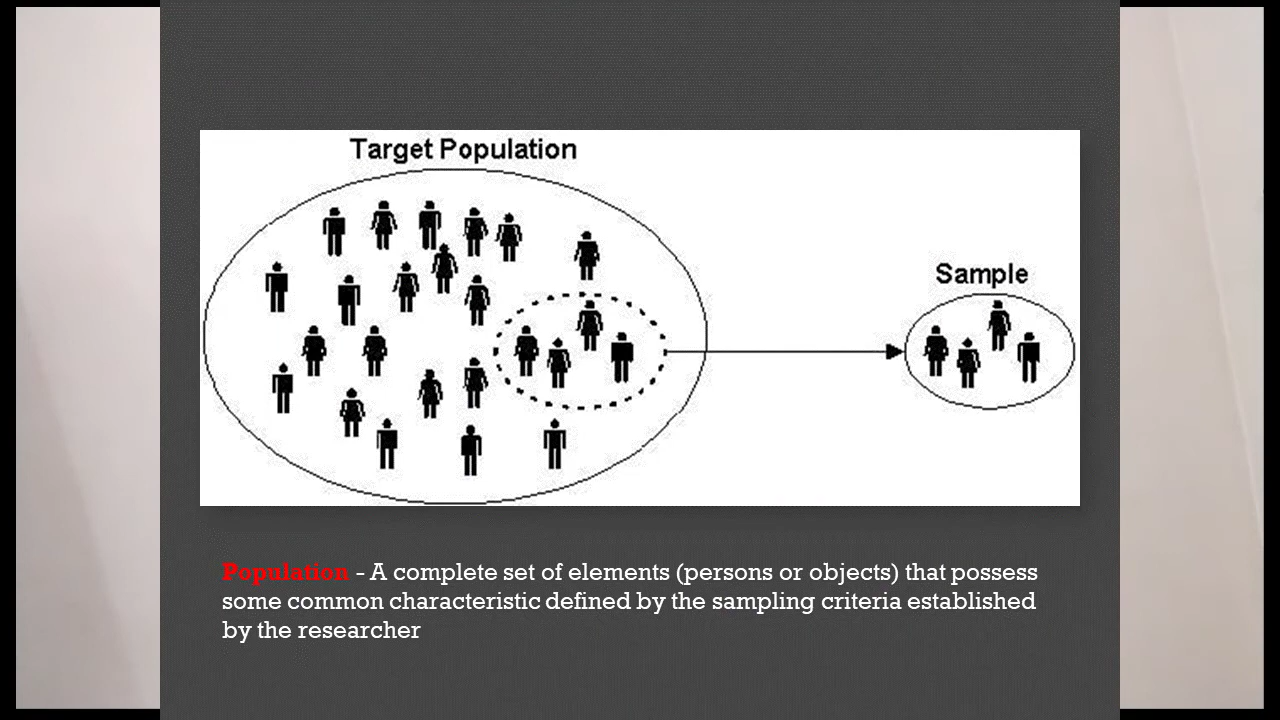 Target Population
Sample
Population - A complete set of elements (persons or objects) that possess
some common characteristic defined by the sampling criteria established
by the researcher